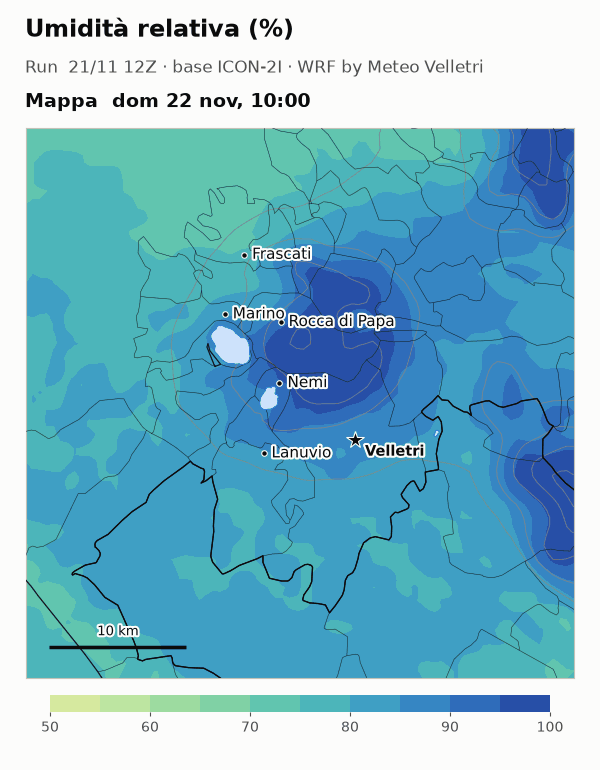 Umidità relativa (%)
Run  21/11 12Z · base ICON-2I · WRF by Meteo Velletri
Mappa  dom 22 nov, 10:00
Frascati
Marino
Rocca di Papa
Nemi
Velletri
Lanuvio
10 km
50 60 70 80 90 100